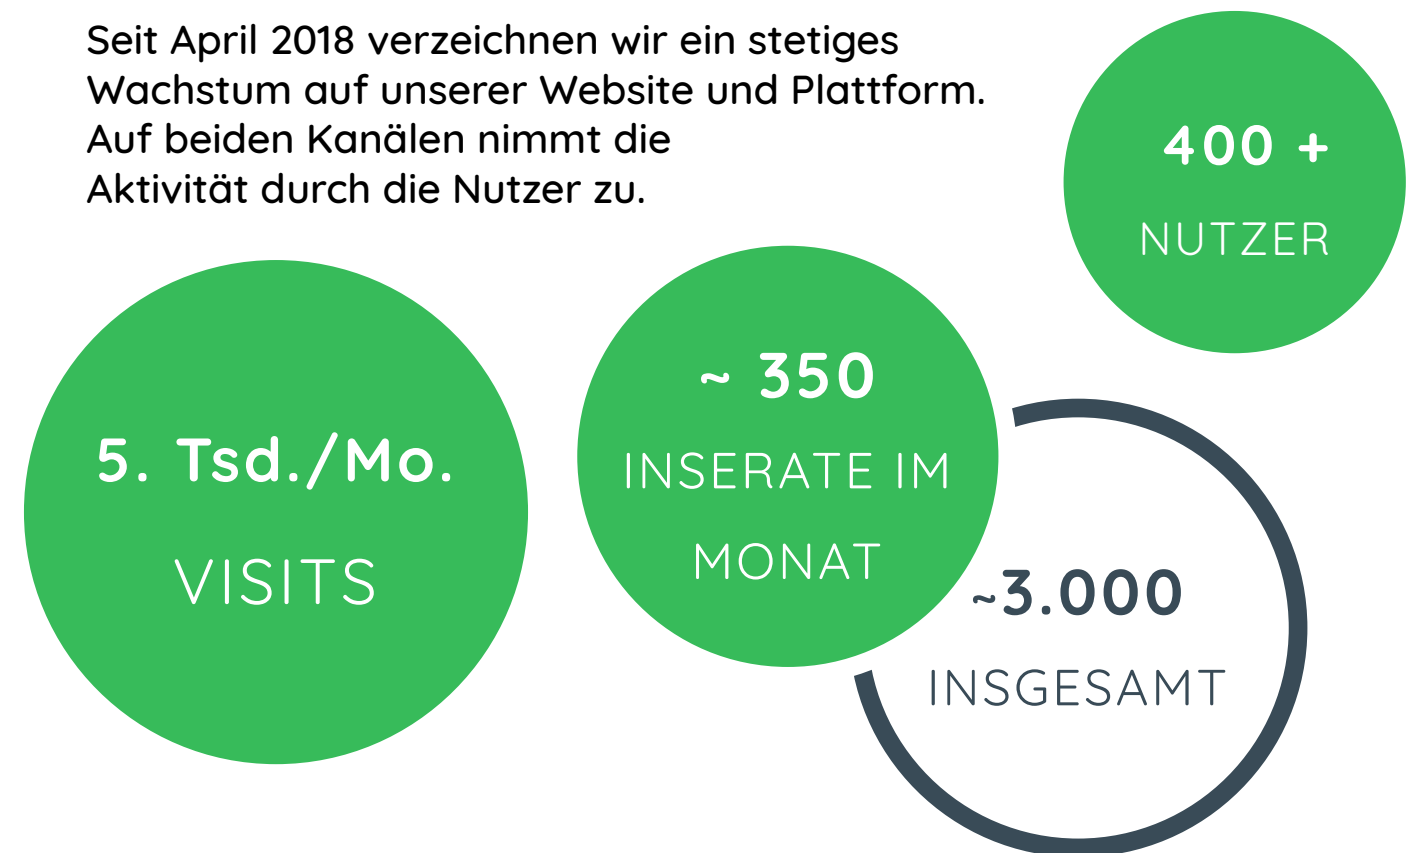 Seit April 2018 verzeichnen wir ein stetiges
Wachstum auf unserer Website und Plattform.
Auf beiden Kanälen nimmt die
Aktivität durch die Nutzer zu.
400 +
NUTZER
5. Tsd./Mo.
VISITS
~ 350
INSERATE IM
MONAT
~3.000
INSGESAMT